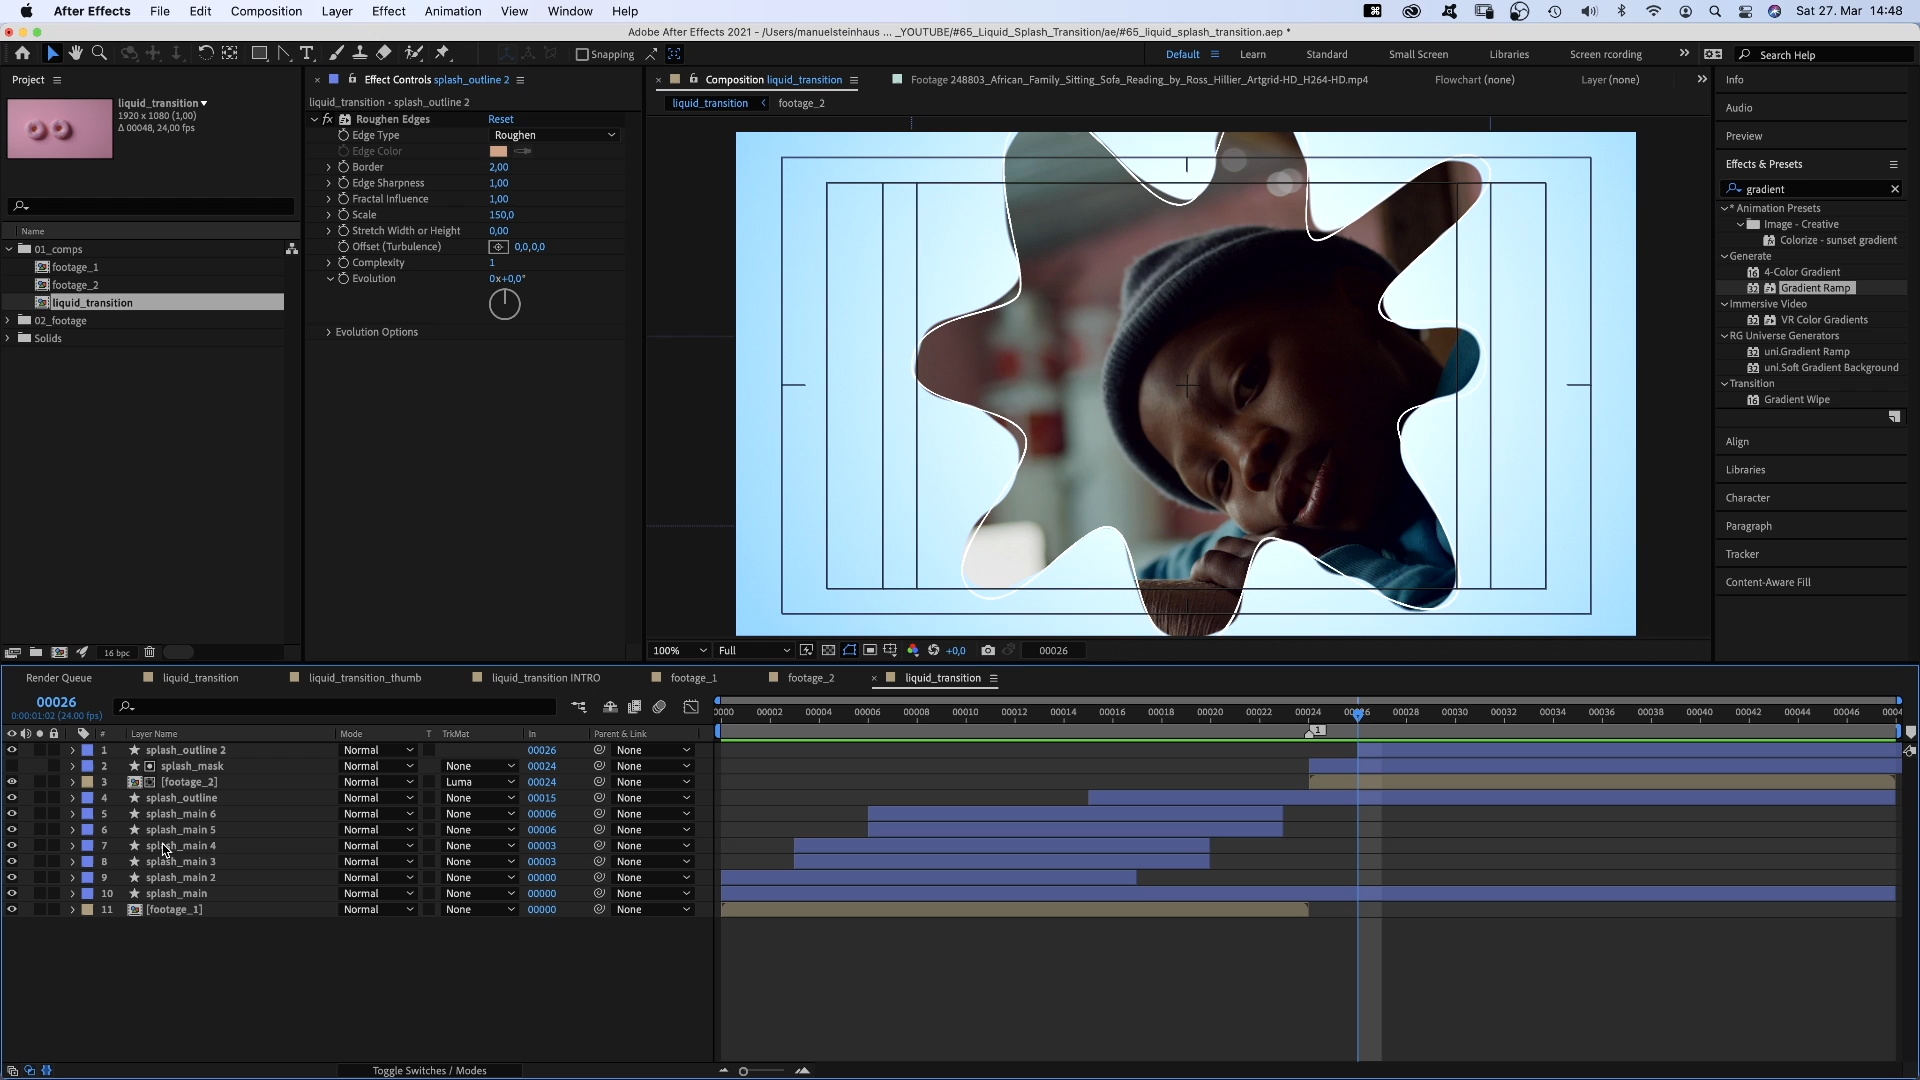 After Effects File Edit Composition Layer Effect Animation View Window Help Sat 27. Mar 14:48
Adobe After Effects 2021 - /Users/manuelsteinhaus ... _YOUTUBE/#65_Liquid_Splash_Transition/ae/#65_liquid_splash_transition.aep *
Snapping Default Learn Standard Small Screen Libraries Screen recording Search Help
Project
liquid_transition
1920 x 1080 (1,00)
Δ 00048, 24,00 fps)
Name
01_comps
footage_1
footage_2
liquid_transition
02_footage
Solids
16 bpc
Effect Controls splash_outline 2
liquid_transition • splash_outline 2
fx Roughen Edges Reset
Edge Type Roughen
Edge Color
Border 2,00
Edge Sharpness 1,00
Fractal Influence 1,00
Scale 150,0
Stretch Width or Height 0,00
Offset (Turbulence) 0,0,0,0
Complexity 1
Evolution 0x+0,0°
Evolution Options
Composition liquid_transition Footage 248803_African_Family_Sitting_Sofa_Reading_by_Ross_Hillier_Artgrid-HD_H264-HD.mp4 Flowchart (none) Layer (none)
liquid_transition footage_2
100% Full +0,0 00026
Info
Audio
Preview
Effects & Presets
gradient
* Animation Presets
Image - Creative
Colorize - sunset gradient
Generate
4-Color Gradient
Gradient Ramp
Immersive Video
VR Color Gradients
RG Universe Generators
uni.Gradient Ramp
uni.Soft Gradient Background
Transition
Gradient Wipe
Align
Libraries
Character
Paragraph
Tracker
Content-Aware Fill
Render Queue liquid_transition liquid_transition_thumb liquid_transition INTRO footage_1 footage_2 liquid_transition
00026
0:00:01:02 (24.00 fps)
0000 00002 00004 00006 00008 00010 00012 00014 00016 00018 00020 00022 00024 00028 00030 00032 00034 00036 00038 00040 00042 00044 00046 0004
# Layer Name Mode T TrkMat In Parent & Link
1
1 splash_outline 2 Normal 00026 None
2 splash_mask Normal None 00024 None
3 [footage_2] Normal Luma 00024 None
4 splash_outline Normal None 00015 None
5 splash_main 6 Normal None 00006 None
6 splash_main 5 Normal None 00006 None
7 splash_main 4 Normal None 00003 None
8 splash_main 3 Normal None 00003 None
9 splash_main 2 Normal None 00000 None
10 splash_main Normal None 00000 None
11 [footage_1] Normal None 00000 None
Toggle Switches / Modes